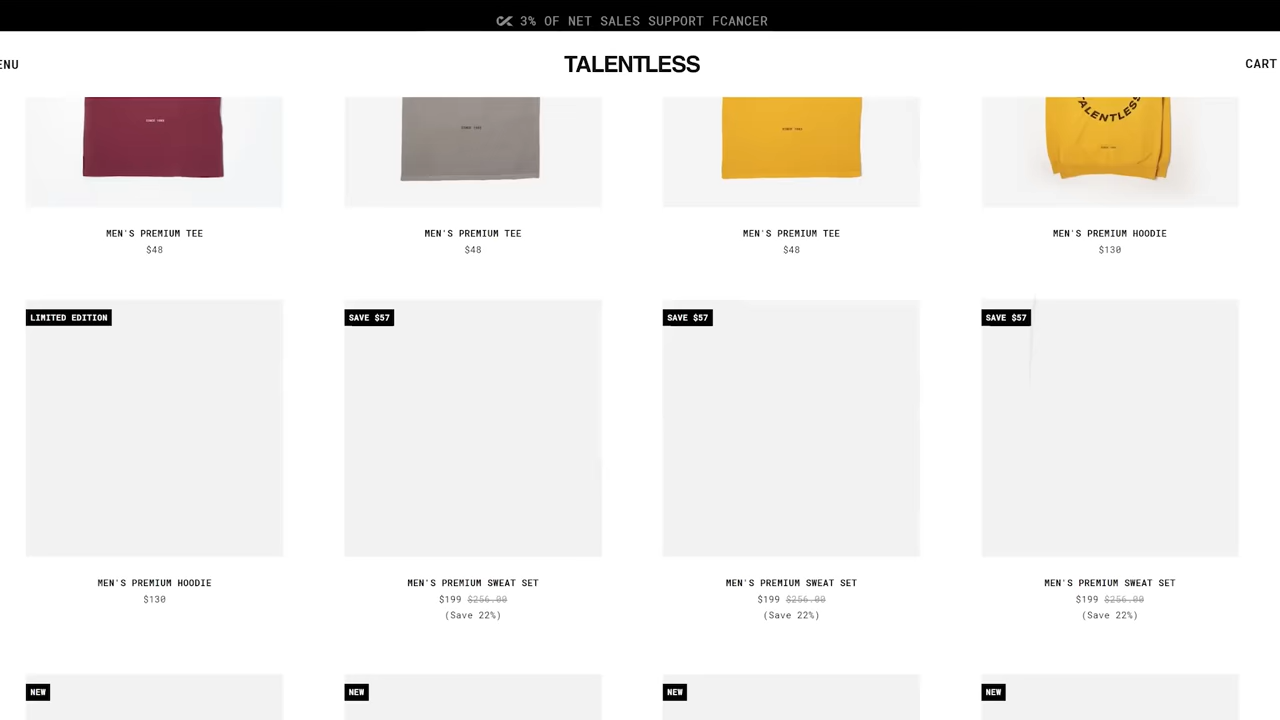 3% OF NET SALES SUPPORT FCANCER
ENU
TALENTLESS
CART
TALENTLESS
MEN'S PREMIUM TEE
$48
MEN'S PREMIUM TEE
$48
MEN'S PREMIUM TEE
$48
MEN'S PREMIUM HOODIE
$130
LIMITED EDITION
SAVE $57
SAVE $57
SAVE $57
MEN'S PREMIUM HOODIE
$130
MEN'S PREMIUM SWEAT SET
$199 $256.00
(Save 22%)
MEN'S PREMIUM SWEAT SET
$199 $256.00
(Save 22%)
MEN'S PREMIUM SWEAT SET
$199 $256.00
(Save 22%)
NEW
NEW
NEW
NEW